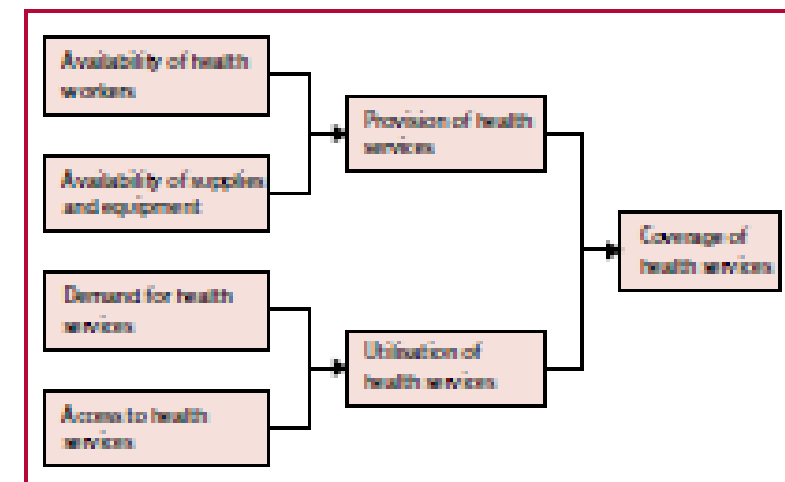 Availability of health
workers
Provision of health
services
Availability of supplies
and equipment
Coverage of
health services
Demand for health
services
Utilisation of
health services
Access to health
services